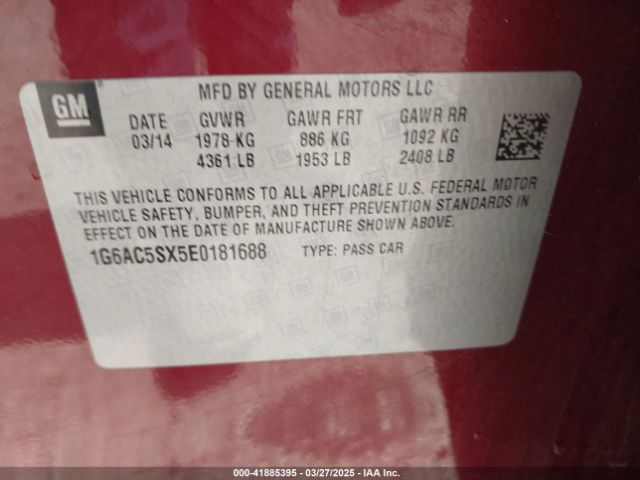 GM
MFD BY GENERAL MOTORS LLC
DATE GVWR GAWR FRT GAWR RR
03/14 1978 KG 886 KG 1092 KG
4361 LB 1953 LB 2408 LB
THIS VEHICLE CONFORMS TO ALL APPLICABLE U.S. FEDERAL MOTOR
VEHICLE SAFETY, BUMPER, AND THEFT PREVENTION STANDARDS IN
EFFECT ON THE DATE OF MANUFACTURE SHOWN ABOVE.
1G6AC5SX5E0181688 TYPE: PASS CAR
000-41885395 • 03/27/2025 • IAA Inc.